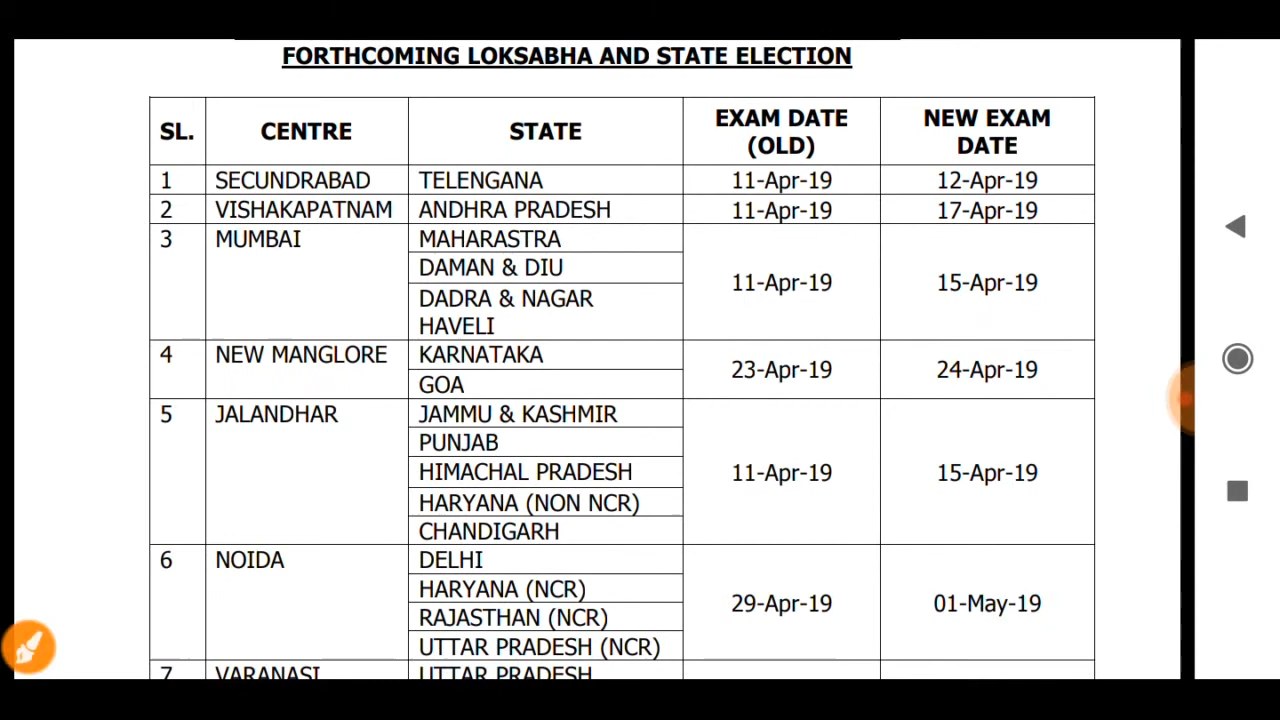 FORTHCOMING LOKSABHA AND STATE ELECTION
SL. CENTRE STATE EXAM DATE (OLD) NEW EXAM DATE
1 SECUNDRABAD TELENGANA 11-Apr-19 12-Apr-19
2 VISHAKAPATNAM ANDHRA PRADESH 11-Apr-19 17-Apr-19
3 MUMBAI MAHARASTRA
DAMAN & DIU
11-Apr-19 15-Apr-19
DADRA & NAGAR
HAVELI
4 NEW MANGLORE KARNATAKA
23-Apr-19 24-Apr-19
GOA
5 JALANDHAR JAMMU & KASHMIR
PUNJAB
HIMACHAL PRADESH 11-Apr-19 15-Apr-19
HARYANA (NON NCR)
CHANDIGARH
6 NOIDA DELHI
HARYANA (NCR)
29-Apr-19 01-May-19
RAJASTHAN (NCR)
UTTAR PRADESH (NCR)
7 VARANASI UTTAR PRADESH